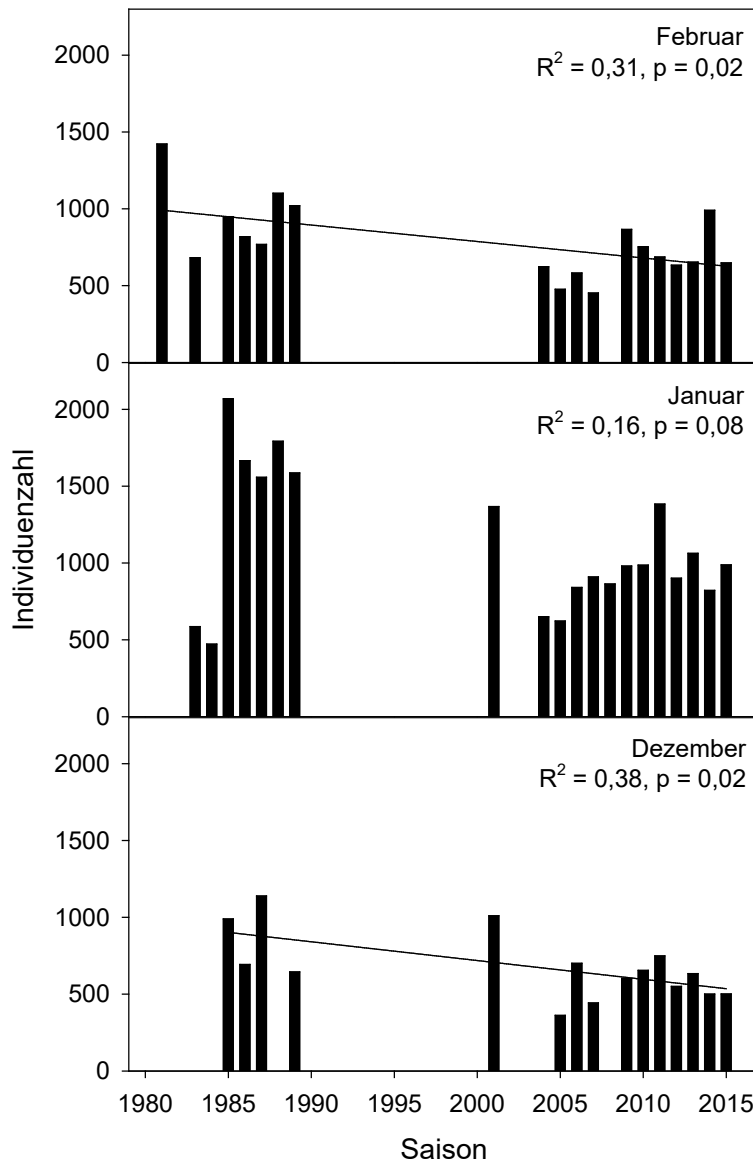 Februar
R² = 0,31, p = 0,02
2000
1500
1000
500
0
Januar
R² = 0,16, p = 0,08
2000
1500
1000
500
0
Individuenzahl
Dezember
R² = 0,38, p = 0,02
2000
1500
1000
500
0
1980 1985 1990 1995 2000 2005 2010 2015
Saison